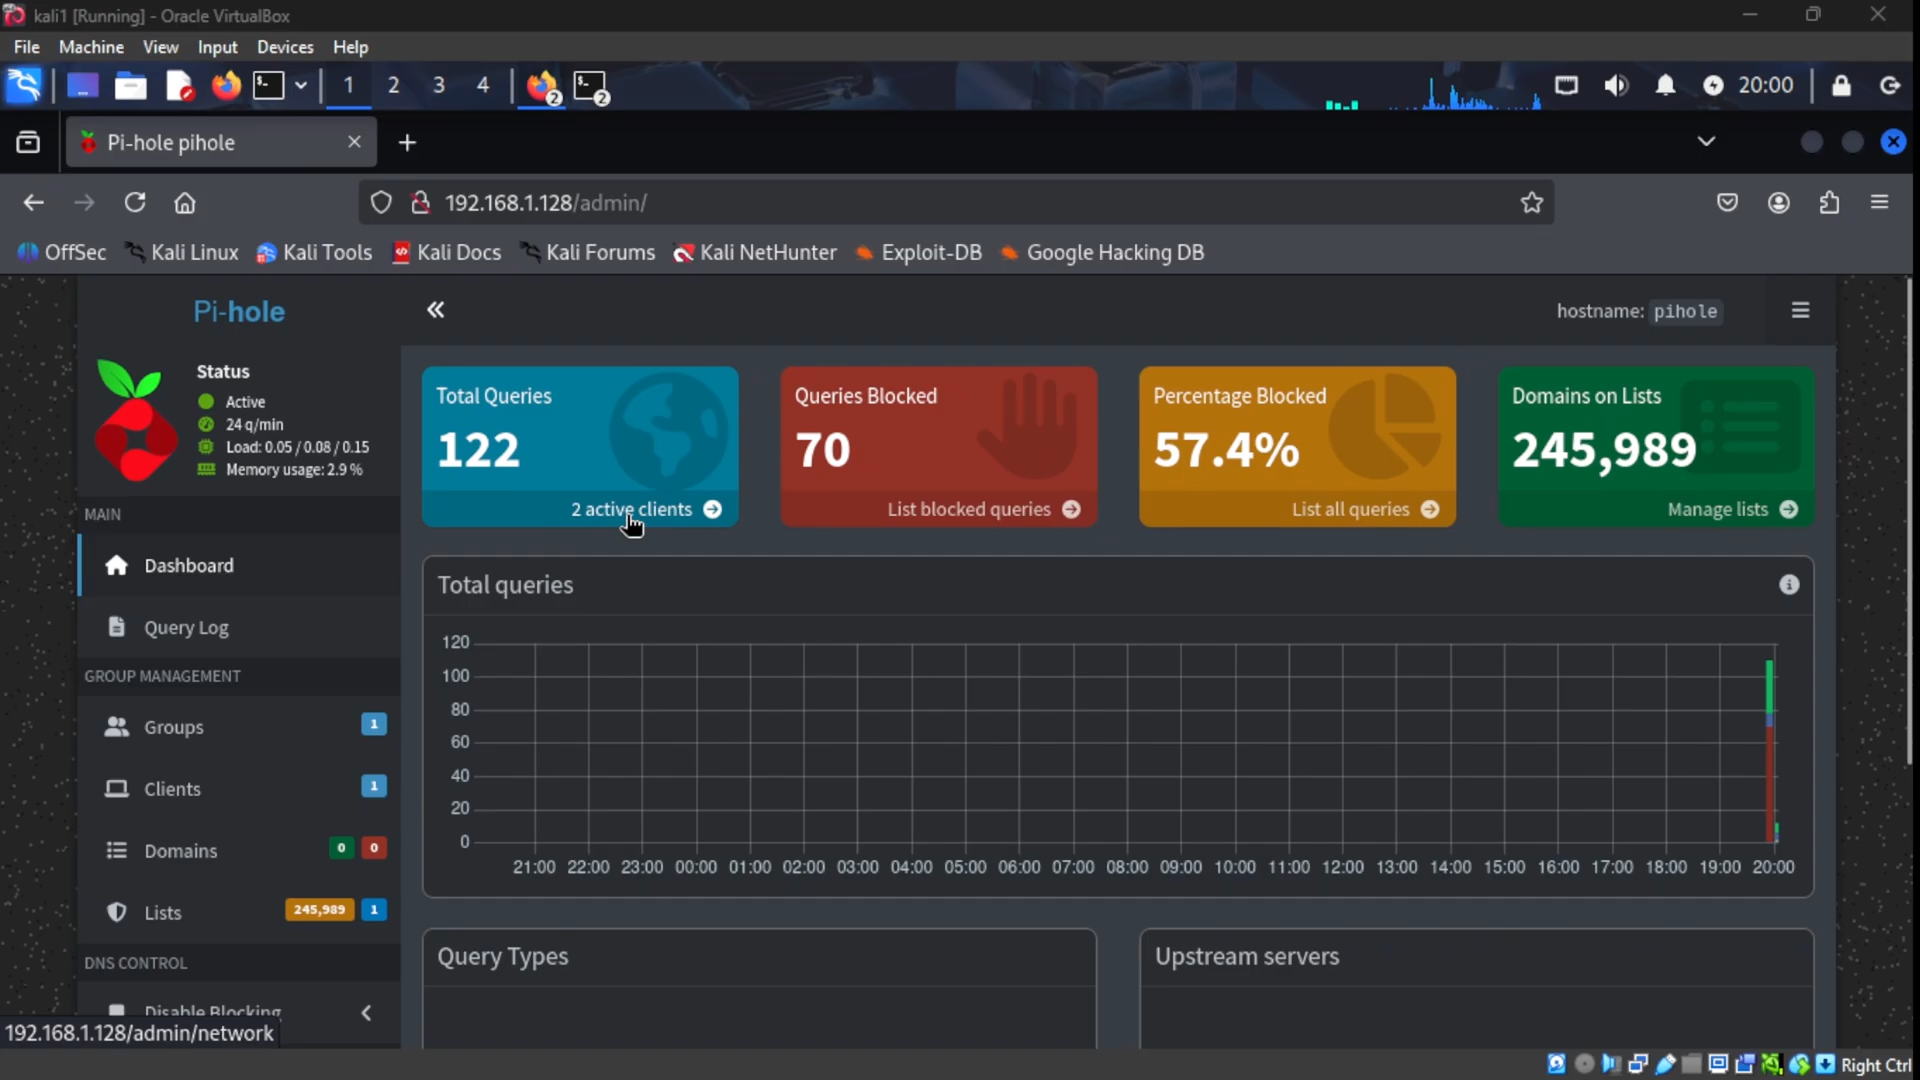 kali1 [Running] - Oracle VirtualBox
File Machine View Input Devices Help
1 2 3 4 2 2 20:00
Pi-hole pihole
192.168.1.128/admin/
OffSec Kali Linux Kali Tools Kali Docs Kali Forums Kali NetHunter Exploit-DB Google Hacking DB
Pi-hole
hostname: pihole
Status
Active
24 q/min
Load: 0.05 / 0.08 / 0.15
Memory usage: 2.9 %
MAIN
Dashboard
Query Log
GROUP MANAGEMENT
Groups 1
Clients 1
Domains 0 0
Lists 245,989 1
DNS CONTROL
Disable Blocking
192.168.1.128/admin/network
Total Queries
122
2 active clients
Queries Blocked
70
List blocked queries
Percentage Blocked
57.4%
List all queries
Domains on Lists
245,989
Manage lists
Total queries
120
100
80
60
40
20
0
21:00 22:00 23:00 00:00 01:00 02:00 03:00 04:00 05:00 06:00 07:00 08:00 09:00 10:00 11:00 12:00 13:00 14:00 15:00 16:00 17:00 18:00 19:00 20:00
Query Types
Upstream servers
Right Ctrl